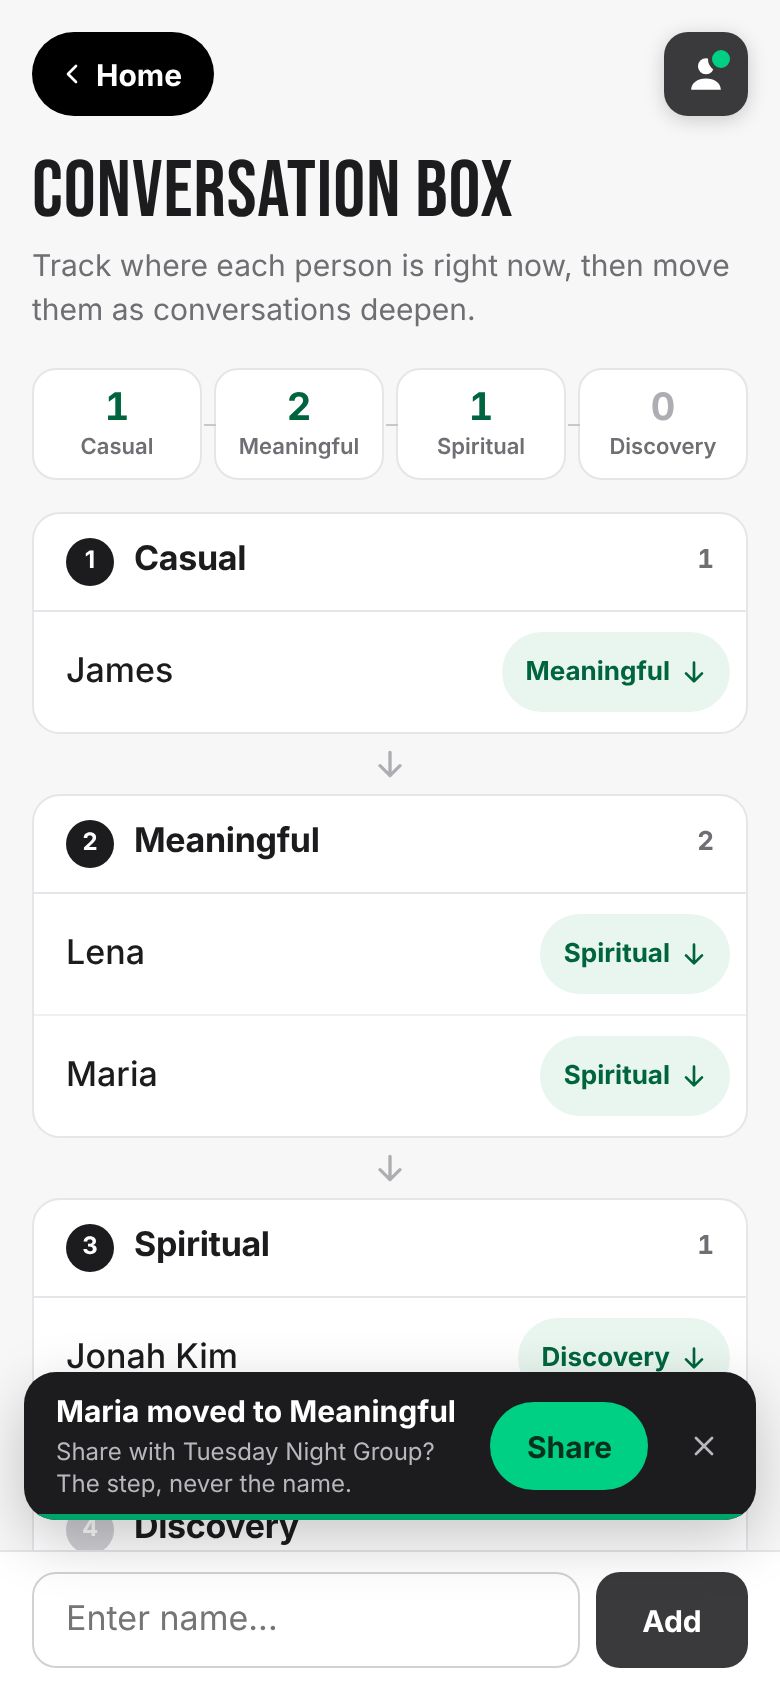 Home
CONVERSATION BOX
Track where each person is right now, then move
them as conversations deepen.
1
Casual
2
Meaningful
1
Spiritual
0
Discovery
1 Casual 1
James Meaningful ↓
↓
2 Meaningful 2
Lena Spiritual ↓
Maria Spiritual ↓
↓
3 Spiritual 1
Jonah Kim Discovery ↓
Maria moved to Meaningful
Share with Tuesday Night Group?
The step, never the name.
Share
4 Discovery
Enter name...
Add